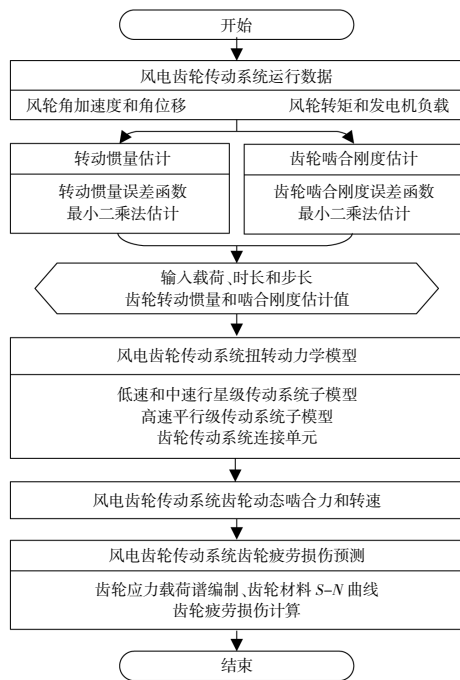 开始
风电齿轮传动系统运行数据
风轮角加速度和角位移
风轮转矩和发电机负载
转动惯量估计
转动惯量误差函数
最小二乘法估计
齿轮啮合刚度估计
齿轮啮合刚度误差函数
最小二乘法估计
输入载荷、时长和步长
齿轮转动惯量和啮合刚度估计值
风电齿轮传动系统扭转动力学模型
低速和中速行星级传动系统子模型
高速平行级传动系统子模型
齿轮传动系统连接单元
风电齿轮传动系统齿轮动态啮合力和转速
风电齿轮传动系统齿轮疲劳损伤预测
齿轮应力载荷谱编制、齿轮材料 S–N 曲线
齿轮疲劳损伤计算
结束